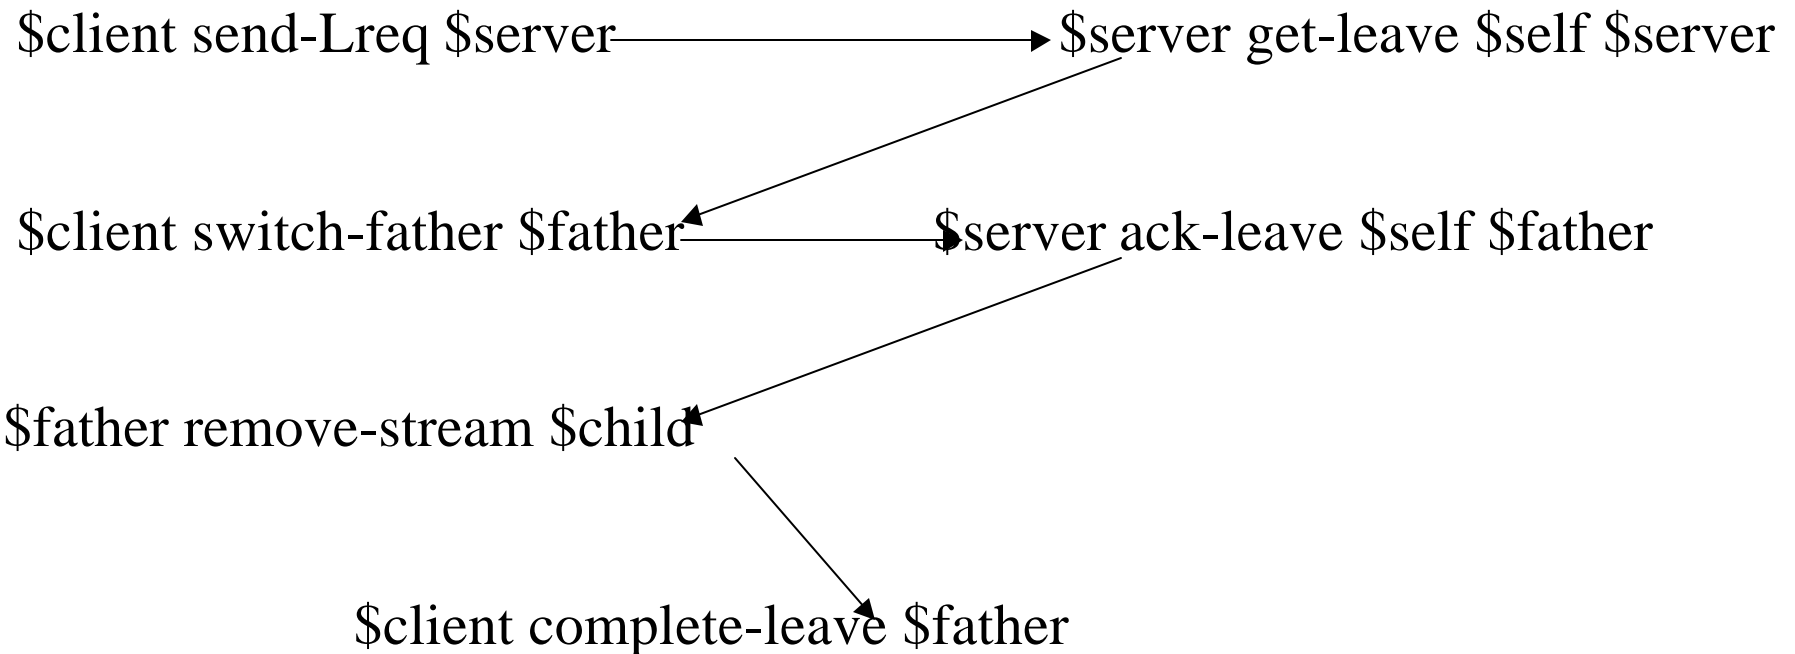 $client send-Lreq $server
$server get-leave $self $server
$client switch-father $father
$server ack-leave $self $father
$father remove-stream $child
$client complete-leave $father